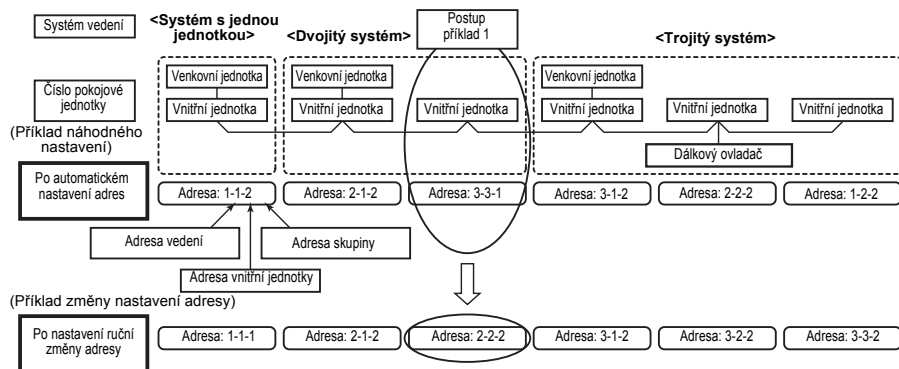 Systém vedení
<Systém s jednou
jednotkou>
<Dvojitý systém>
Postup
příklad 1
<Trojitý systém>
Číslo pokojové
jednotky
Venkovní jednotka
Venkovní jednotka
Venkovní jednotka
Vnitřní jednotka
Vnitřní jednotka
Vnitřní jednotka
Vnitřní jednotka
Vnitřní jednotka
Vnitřní jednotka
(Příklad náhodného
nastavení)
Dálkový ovladač
Po automatickém
nastavení adres
Adresa: 1-1-2
Adresa: 2-1-2
Adresa: 3-3-1
Adresa: 3-1-2
Adresa: 2-2-2
Adresa: 1-2-2
Adresa vedení
Adresa skupiny
Adresa vnitřní jednotky
(Příklad změny nastavení adresy)
Po nastavení ruční
změny adresy
Adresa: 1-1-1
Adresa: 2-1-2
Adresa: 2-2-2
Adresa: 3-1-2
Adresa: 3-2-2
Adresa: 3-3-2